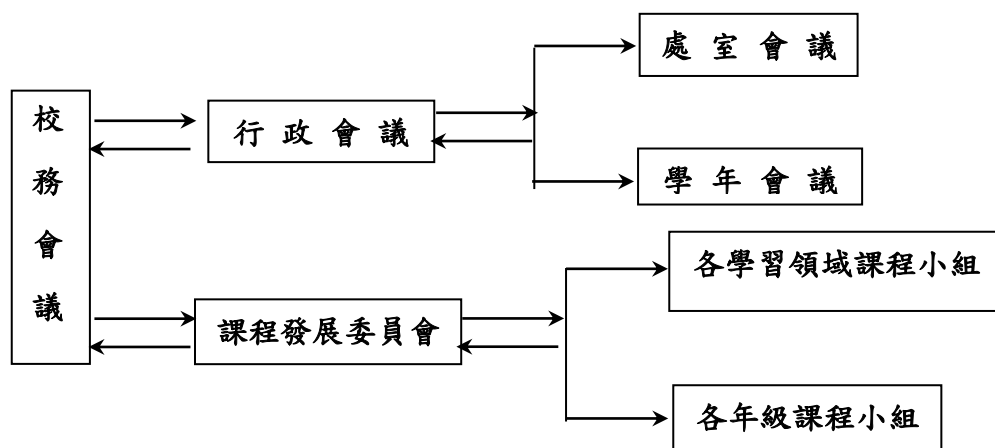 處室會議
校務會議
行政會議
學年會議
各學習領域課程小組
課程發展委員會
各年級課程小組